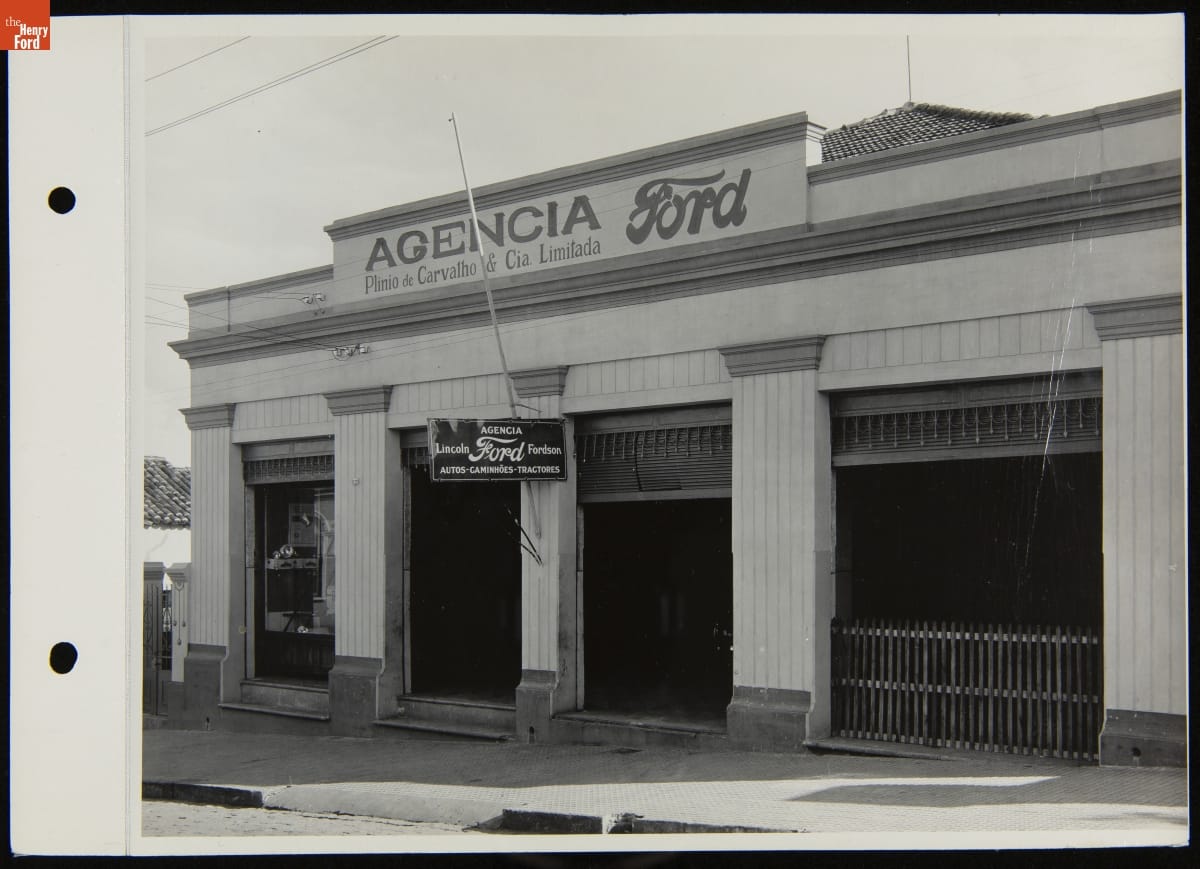 the
Henry
Ford
AGENCIA Ford
Plinio de Carvalho & Cia. Limitada
AGENCIA
Lincoln Ford Fordson
AUTOS-CAMINHÕES-TRACTORES